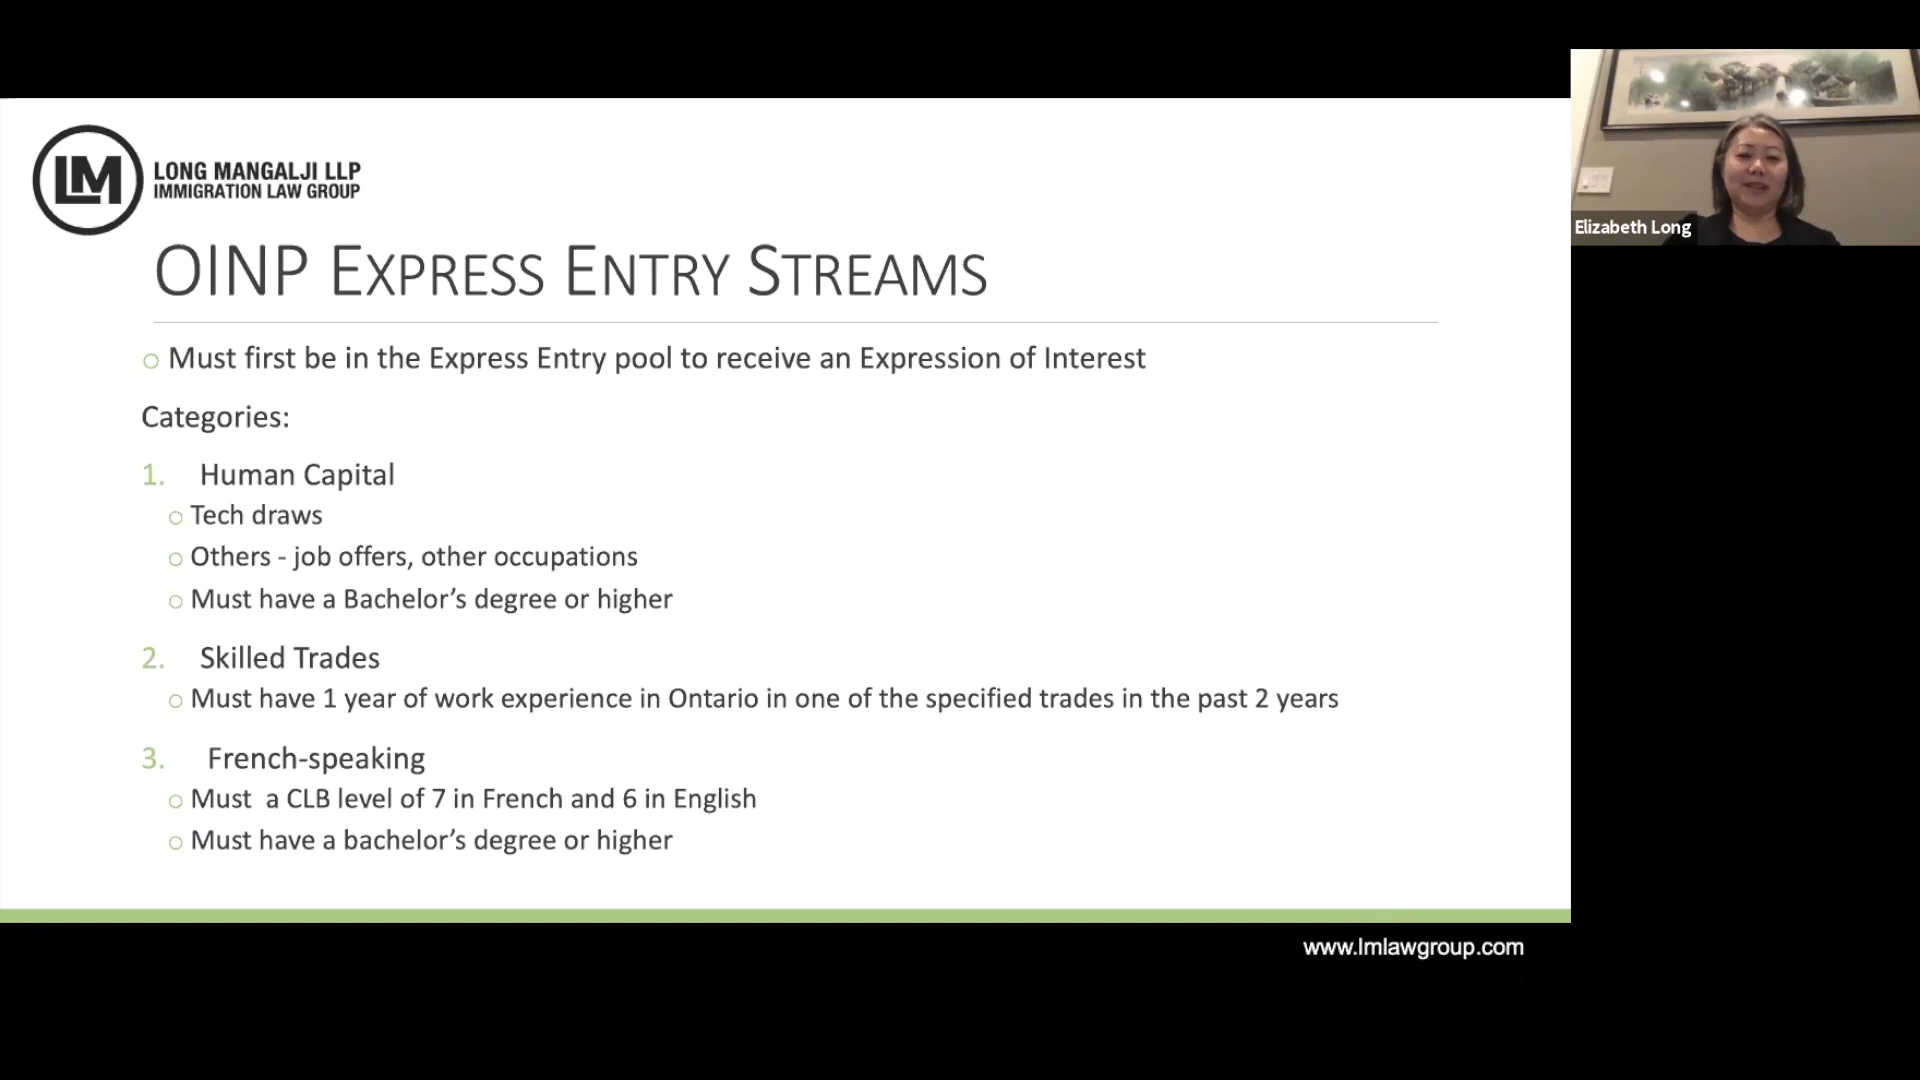 LM
LONG MANGALJI LLP
IMMIGRATION LAW GROUP
OINP EXPRESS ENTRY STREAMS
Must first be in the Express Entry pool to receive an Expression of Interest
Categories:
1. Human Capital
Tech draws
Others - job offers, other occupations
Must have a Bachelor’s degree or higher
2. Skilled Trades
Must have 1 year of work experience in Ontario in one of the specified trades in the past 2 years
3. French-speaking
Must  a CLB level of 7 in French and 6 in English
Must have a bachelor’s degree or higher
www.lmlawgroup.com
Elizabeth Long